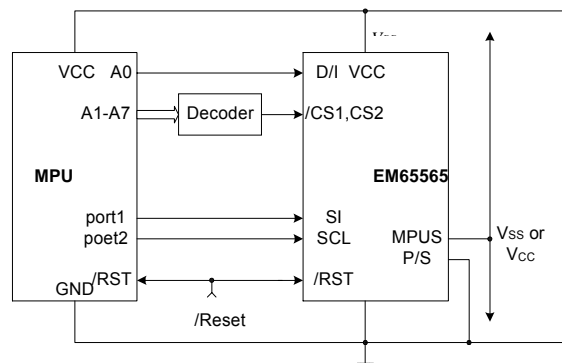 VCC A0
D/I VCC
A1-A7
Decoder
/CS1,CS2
MPU
EM65565
port1
SI
poet2
SCL
MPUS
P/S
VSS or
VCC
/RST
/RST
GND
/Reset